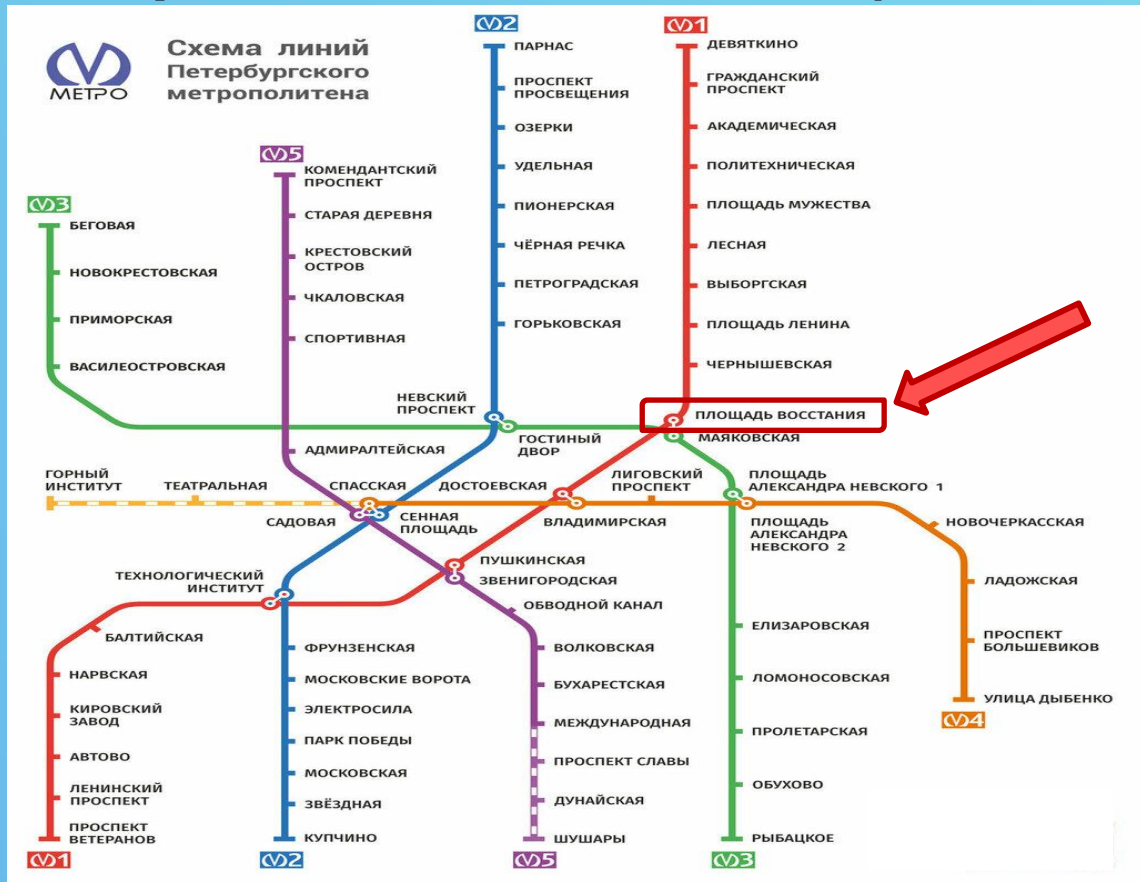 МЕТРО
Схема линий
Петербургского
метрополитена
2
ПАРНАС
ПРОСПЕКТ
ПРОСВЕЩЕНИЯ
ОЗЕРКИ
УДЕЛЬНАЯ
ПИОНЕРСКАЯ
ЧЁРНАЯ РЕЧКА
ПЕТРОГРАДСКАЯ
ГОРЬКОВСКАЯ
1
ДЕВЯТКИНО
ГРАЖДАНСКИЙ
ПРОСПЕКТ
АКАДЕМИЧЕСКАЯ
ПОЛИТЕХНИЧЕСКАЯ
ПЛОЩАДЬ МУЖЕСТВА
ЛЕСНАЯ
ВЫБОРГСКАЯ
ПЛОЩАДЬ ЛЕНИНА
ЧЕРНЫШЕВСКАЯ
ПЛОЩАДЬ ВОССТАНИЯ
МАЯКОВСКАЯ
5
КОМЕНДАНТСКИЙ
ПРОСПЕКТ
СТАРАЯ ДЕРЕВНЯ
КРЕСТОВСКИЙ
ОСТРОВ
ЧКАЛОВСКАЯ
СПОРТИВНАЯ
АДМИРАЛТЕЙСКАЯ
3
БЕГОВАЯ
НОВОКРЕСТОВСКАЯ
ПРИМОРСКАЯ
ВАСИЛЕОСТРОВСКАЯ
НЕВСКИЙ
ПРОСПЕКТ
ГОСТИНЫЙ
ДВОР
ГОРНЫЙ
ИНСТИТУТ
ТЕАТРАЛЬНАЯ
СПАССКАЯ
ДОСТОЕВСКАЯ
ЛИГОВСКИЙ
ПРОСПЕКТ
ПЛОЩАДЬ
АЛЕКСАНДРА НЕВСКОГО 1
САДОВАЯ
СЕННАЯ
ПЛОЩАДЬ
ВЛАДИМИРСКАЯ
ПЛОЩАДЬ
АЛЕКСАНДРА
НЕВСКОГО 2
НОВОЧЕРКАССКАЯ
ЛАДОЖСКАЯ
ПРОСПЕКТ
БОЛЬШЕВИКОВ
УЛИЦА ДЫБЕНКО
4
ПУШКИНСКАЯ
ЗВЕНИГОРОДСКАЯ
ТЕХНОЛОГИЧЕСКИЙ
ИНСТИТУТ
ОБВОДНОЙ КАНАЛ
БАЛТИЙСКАЯ
НАРВСКАЯ
КИРОВСКИЙ
ЗАВОД
АВТОВО
ЛЕНИНСКИЙ
ПРОСПЕКТ
ПРОСПЕКТ
ВЕТЕРАНОВ
1
ФРУНЗЕНСКАЯ
МОСКОВСКИЕ ВОРОТА
ЭЛЕКТРОСИЛА
ПАРК ПОБЕДЫ
МОСКОВСКАЯ
ЗВЁЗДНАЯ
КУПЧИНО
2
ВОЛКОВСКАЯ
БУХАРЕСТСКАЯ
МЕЖДУНАРОДНАЯ
ПРОСПЕКТ СЛАВЫ
ДУНАЙСКАЯ
ШУШАРЫ
5
ЕЛИЗАРОВСКАЯ
ЛОМОНОСОВСКАЯ
ПРОЛЕТАРСКАЯ
ОБУХОВО
РЫБАЦКОЕ
3